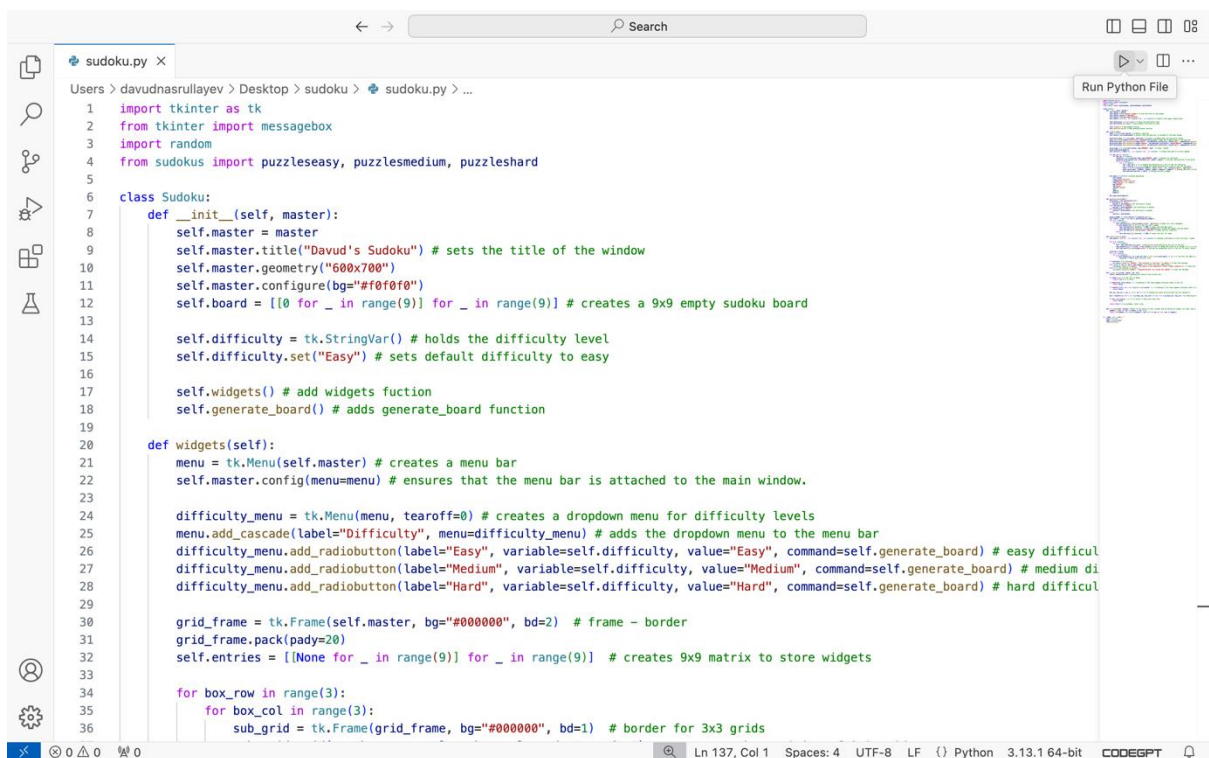 Search
sudoku.py
Users > davudnasrullayev > Desktop > sudoku > sudoku.py > ...
Run Python File
1 import tkinter as tk
2 from tkinter import messagebox
3 import random
4 from sudokus import puzzleseasy, puzzlesmedium, puzzleshard
5
6 class Sudoku:
7 def __init__(self, master):
8 self.master = master
9 self.master.title("Sudoku") # name in the title of the window
10 self.master.geometry("700x700")
11 self.master.configure(bg="#f0f0f0")
12 self.board = [[0 for _ in range(9)] for _ in range(9)] # creates 9x9 empty sudoku board
13
14 self.difficulty = tk.StringVar() # holds the difficulty level
15 self.difficulty.set("Easy") # sets default difficulty to easy
16
17 self.widgets() # add widgets fuction
18 self.generate_board() # adds generate_board function
19
20 def widgets(self):
21 menu = tk.Menu(self.master) # creates a menu bar
22 self.master.config(menu=menu) # ensures that the menu bar is attached to the main window.
23
24 difficulty_menu = tk.Menu(menu, tearoff=0) # creates a dropdown menu for difficulty levels
25 menu.add_cascade(label="Difficulty", menu=difficulty_menu) # adds the dropdown menu to the menu bar
26 difficulty_menu.add_radiobutton(label="Easy", variable=self.difficulty, value="Easy", command=self.generate_board) # easy difficul
27 difficulty_menu.add_radiobutton(label="Medium", variable=self.difficulty, value="Medium", command=self.generate_board) # medium di
28 difficulty_menu.add_radiobutton(label="Hard", variable=self.difficulty, value="Hard", command=self.generate_board) # hard difficul
29
30 grid_frame = tk.Frame(self.master, bg="#000000", bd=2) # frame - border
31 grid_frame.pack(pady=20)
32 self.entries = [[None for _ in range(9)] for _ in range(9)] # creates 9x9 matrix to store widgets
33
34 for box_row in range(3):
35 for box_col in range(3):
36 sub_grid = tk.Frame(grid_frame, bg="#000000", bd=1) # border for 3x3 grids
0 0 0 Ln 137, Col 1 Spaces: 4 UTF-8 LF {} Python 3.13.1 64-bit CODEGPT